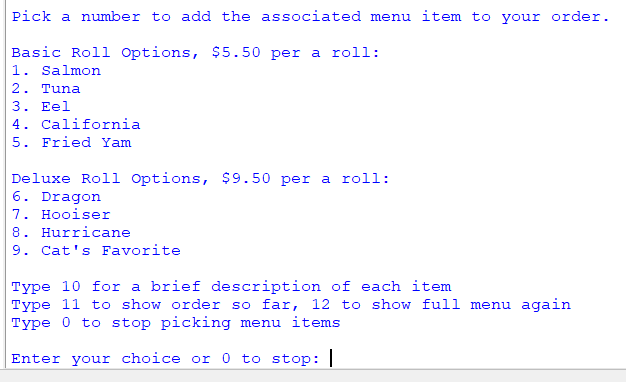 Pick a number to add the associated menu item to your order.
Basic Roll Options, $5.50 per a roll:
1. Salmon
2. Tuna
3. Eel
4. California
5. Fried Yam
Deluxe Roll Options, $9.50 per a roll:
6. Dragon
7. Hooiser
8. Hurricane
9. Cat's Favorite
Type 10 for a brief description of each item
Type 11 to show order so far, 12 to show full menu again
Type 0 to stop picking menu items
Enter your choice or 0 to stop: